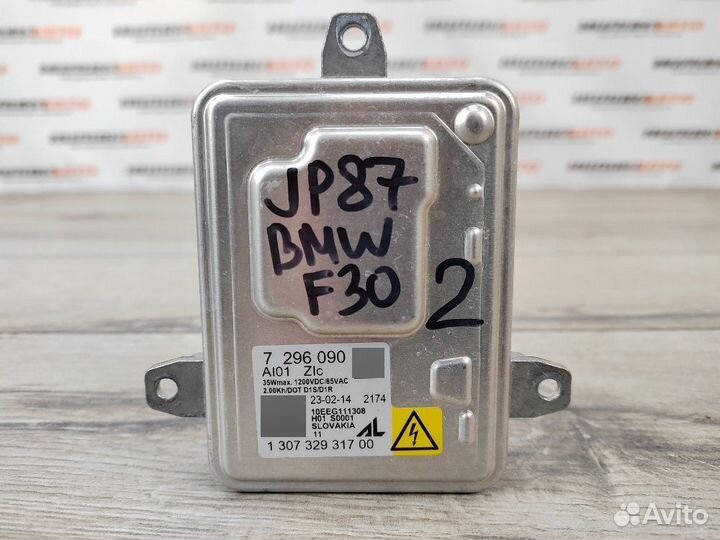 JP87
BMW
F30
2
7 296 090
AI01 ZIc
35Wmax. 1200VDC/85VAC
2.00Kh/DOT D1S/D1R
23-02-14 2174
10EEG111308
H01 S0001
SLOVAKIA
11
AL
1 307 329 317 00
Avito